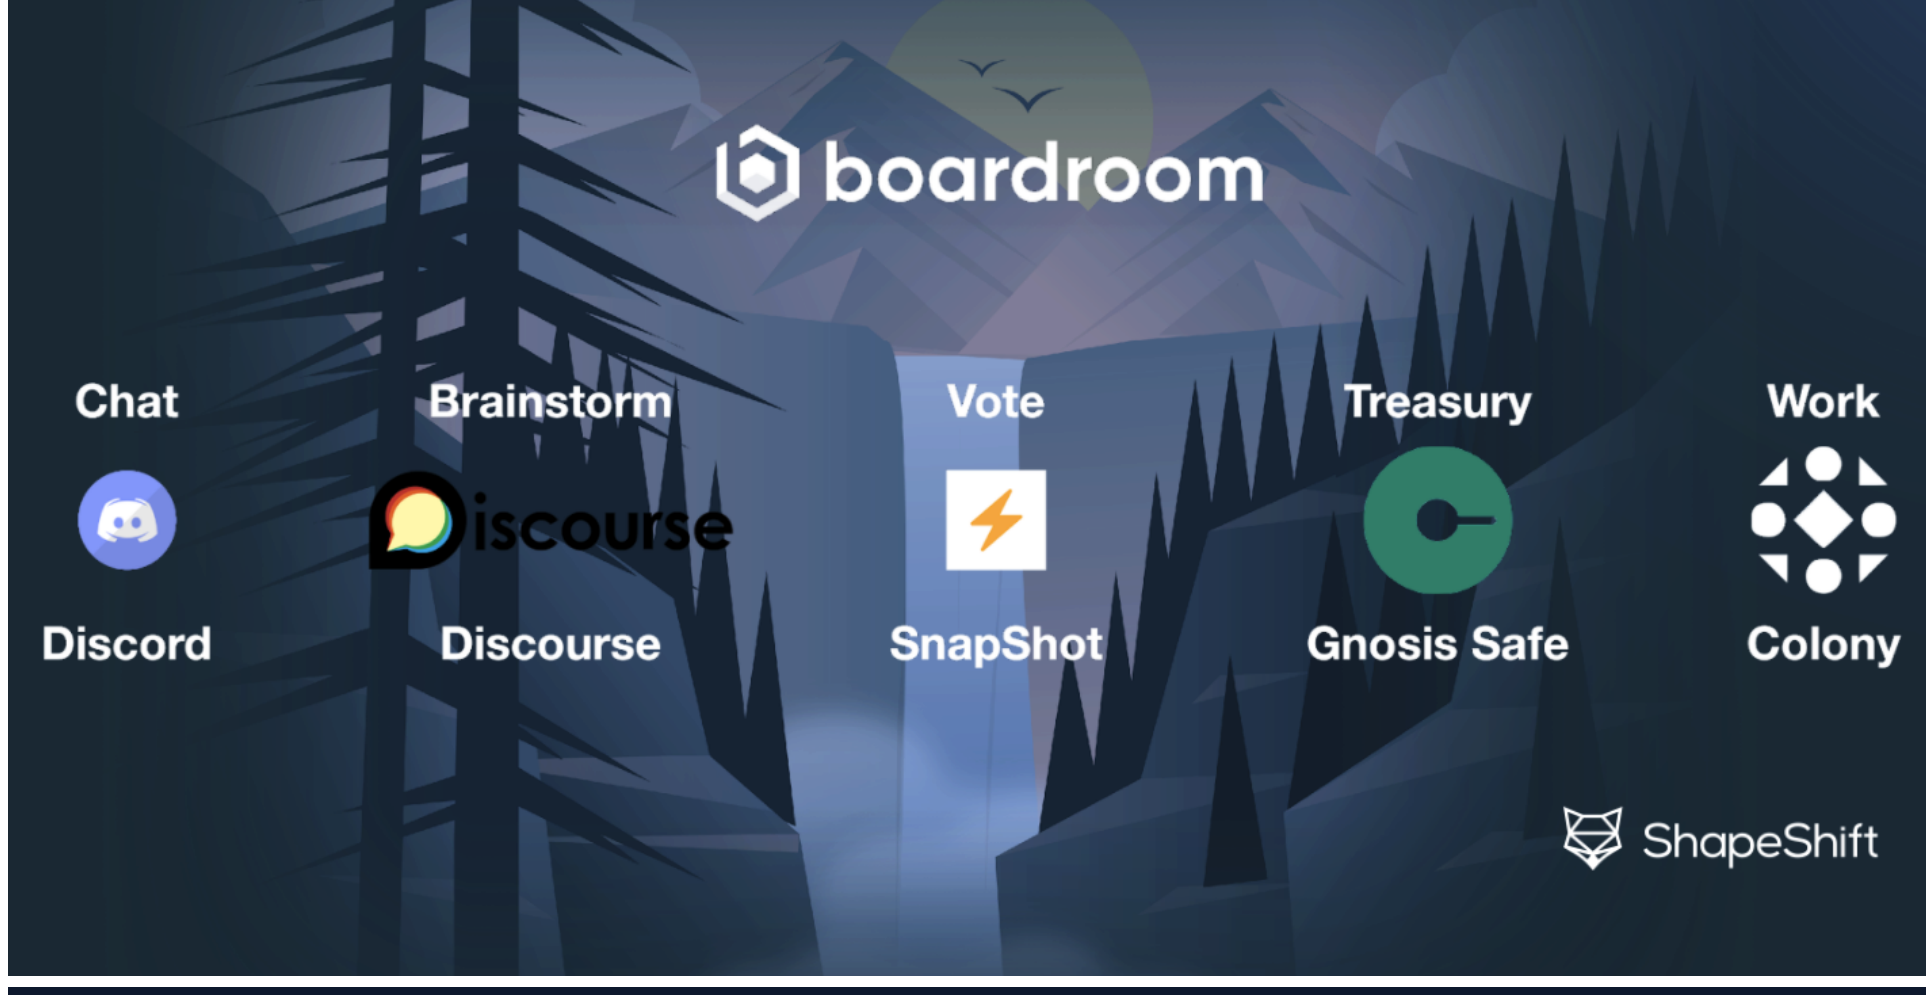 boardroom
Chat Brainstorm Vote Treasury Work
Discourse
Discord Discourse SnapShot Gnosis Safe Colony
ShapeShift